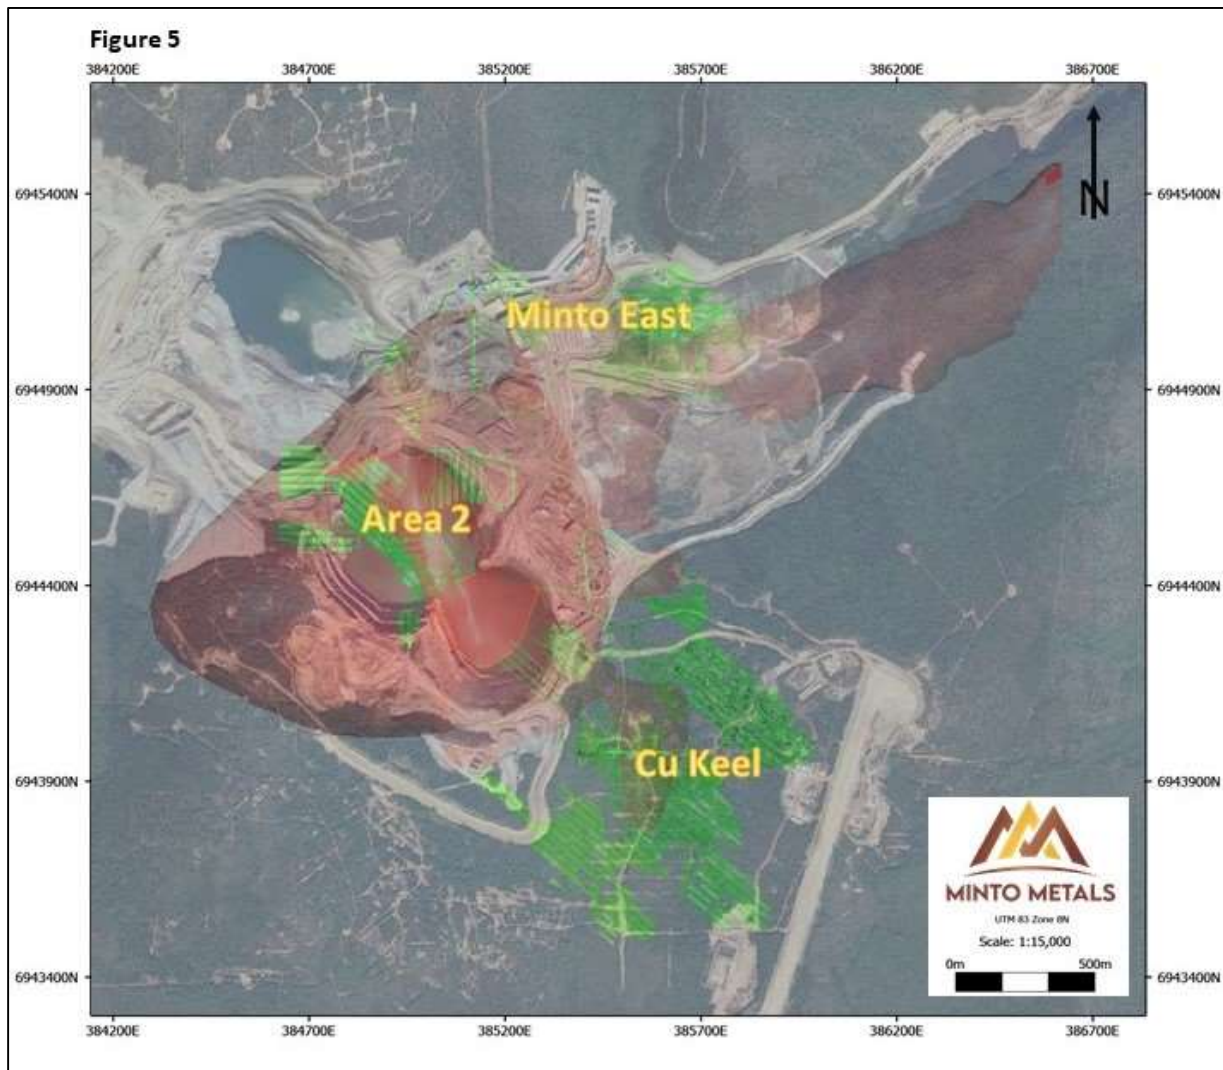 Figure 5
384200E 384700E 385200E 385700E 386200E 386700E
N
6945400N 6945400N
Minto East
6944900N 6944900N
Area 2
6944400N 6944400N
Cu Keel
6943900N 6943900N
MINTO METALS
UTM 83 Zone 8N
Scale: 1:15,000
0m 500m
6943400N 6943400N
384200E 384700E 385200E 385700E 386200E 386700E